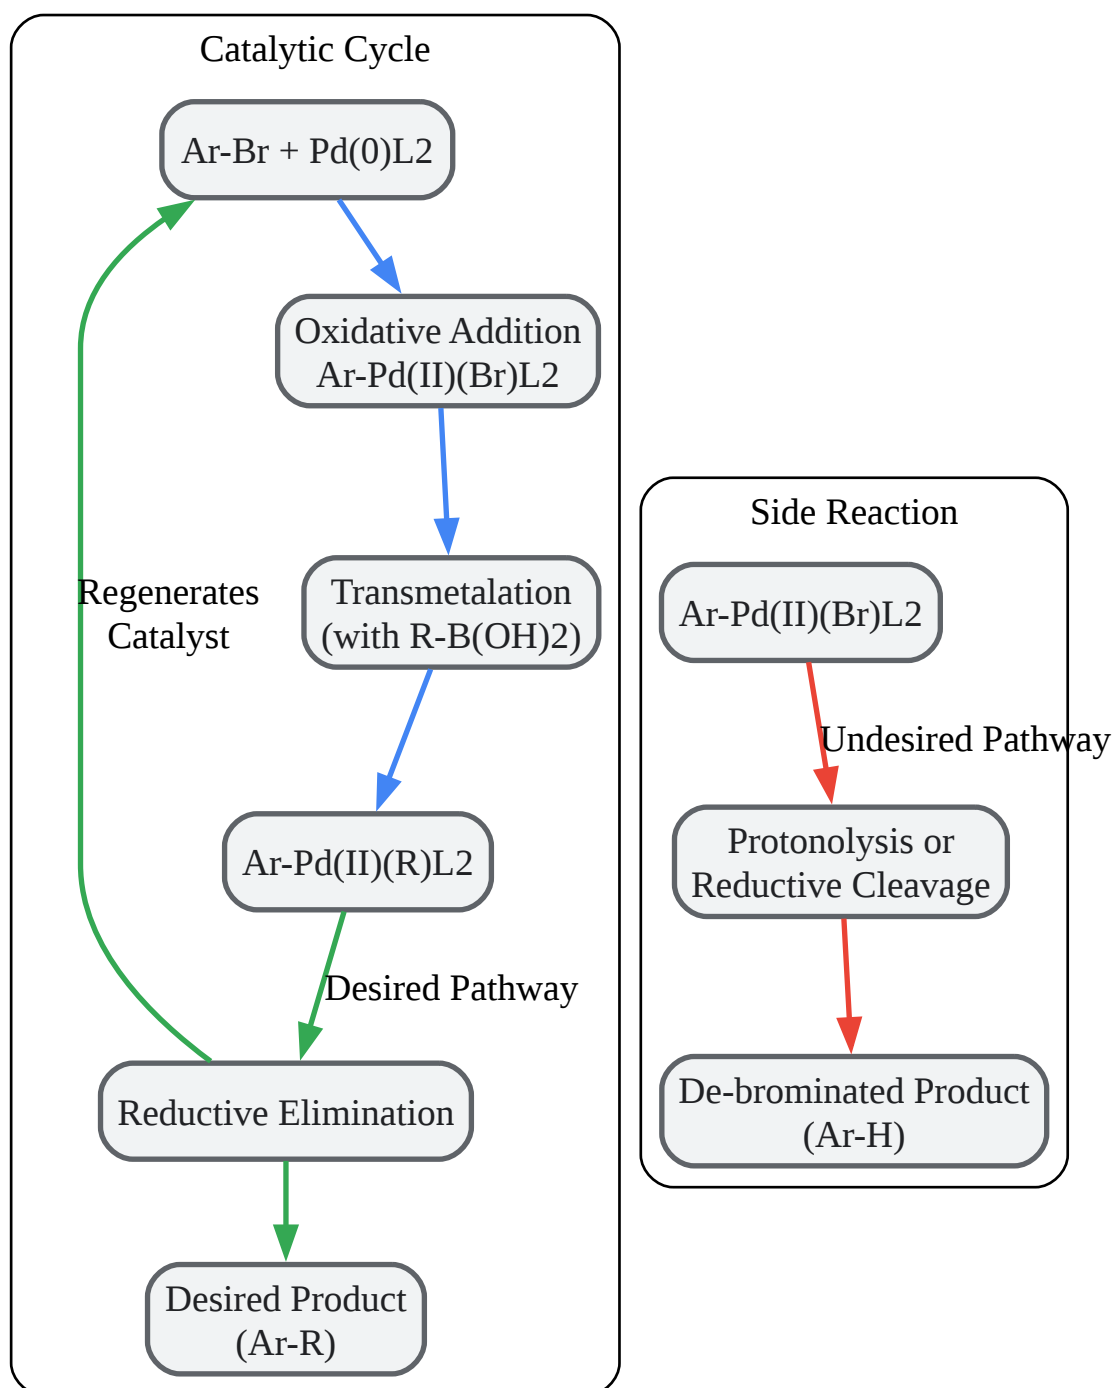 Catalytic Cycle
Ar-Br + Pd(0)L2
Oxidative Addition
Ar-Pd(II)(Br)L2
Regenerates
Catalyst
Transmetalation
(with R-B(OH)2)
Ar-Pd(II)(R)L2
Desired Pathway
Reductive Elimination
Desired Product
(Ar-R)
Side Reaction
Ar-Pd(II)(Br)L2
Undesired Pathway
Protonolysis or
Reductive Cleavage
De-brominated Product
(Ar-H)